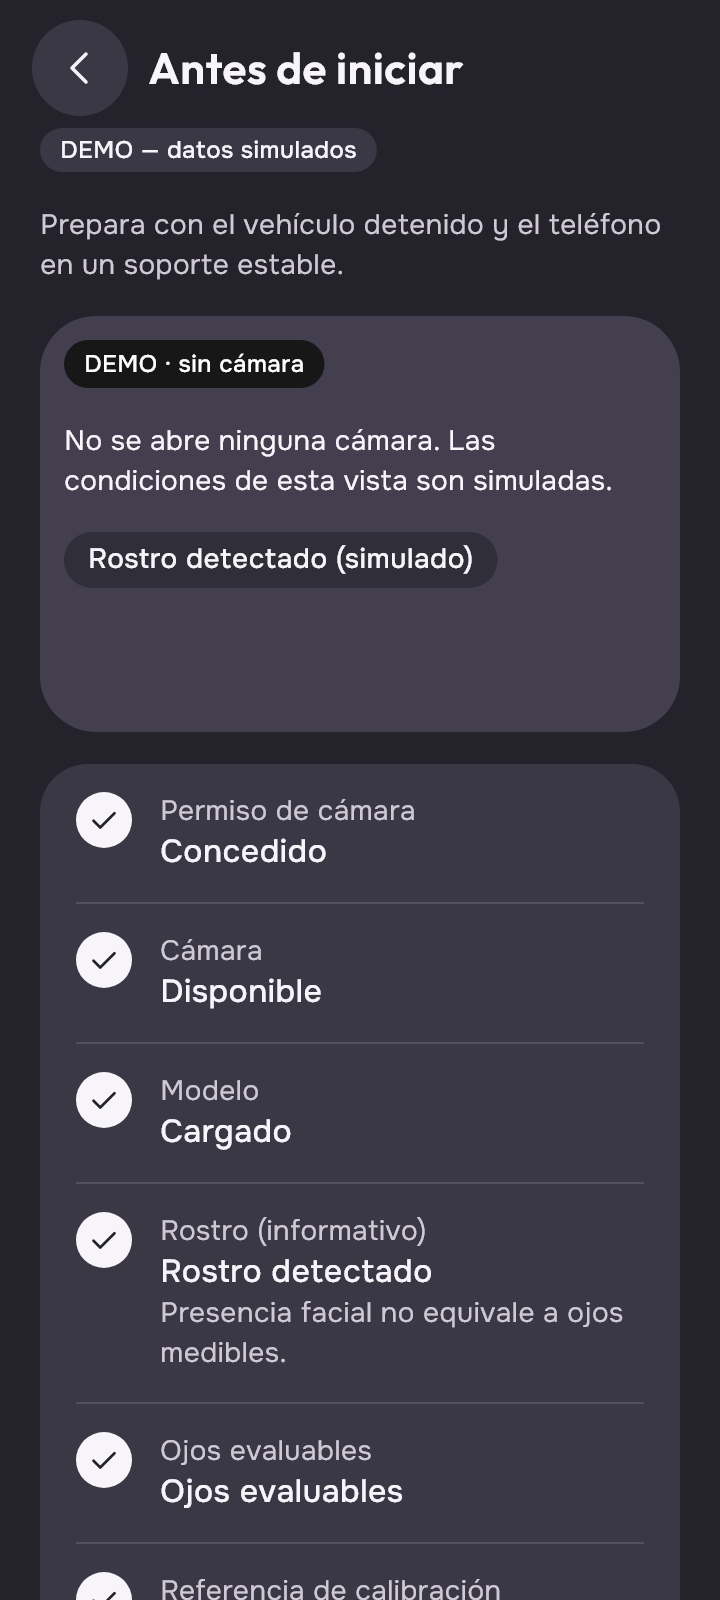 Antes de iniciar
DEMO — datos simulados
Prepara con el vehículo detenido y el teléfono
en un soporte estable.
DEMO · sin cámara
No se abre ninguna cámara. Las
condiciones de esta vista son simuladas.
Rostro detectado (simulado)
Permiso de cámara
Concedido
Cámara
Disponible
Modelo
Cargado
Rostro (informativo)
Rostro detectado
Presencia facial no equivale a ojos
medibles.
Ojos evaluables
Ojos evaluables
Referencia de calibración